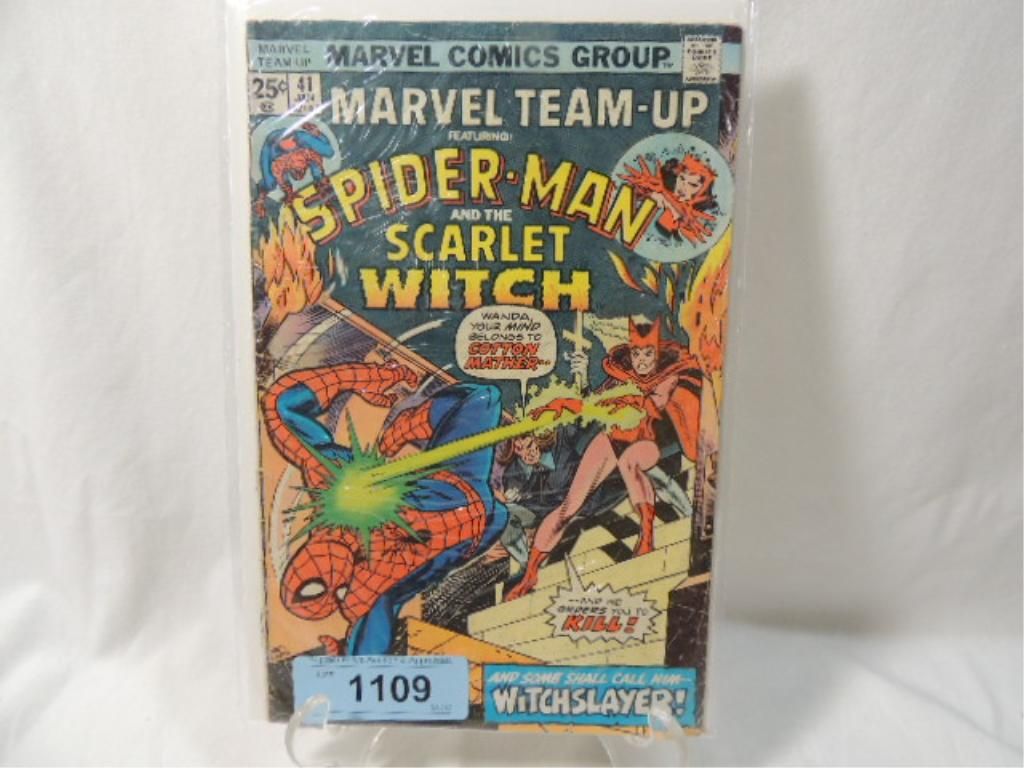 MARVEL TEAM-UP
MARVEL COMICS GROUP
25¢
41
MARVEL TEAM-UP
FEATURING:
SPIDER-MAN
AND THE
SCARLET
WITCH
WANDA,
YOUR MIND
BELONGS TO
COTTON
MATHER--
--AND HE
ORDERS YOU TO
KILL!
AND SOME SHALL CALL HIM--
WITCHSLAYER!
1109